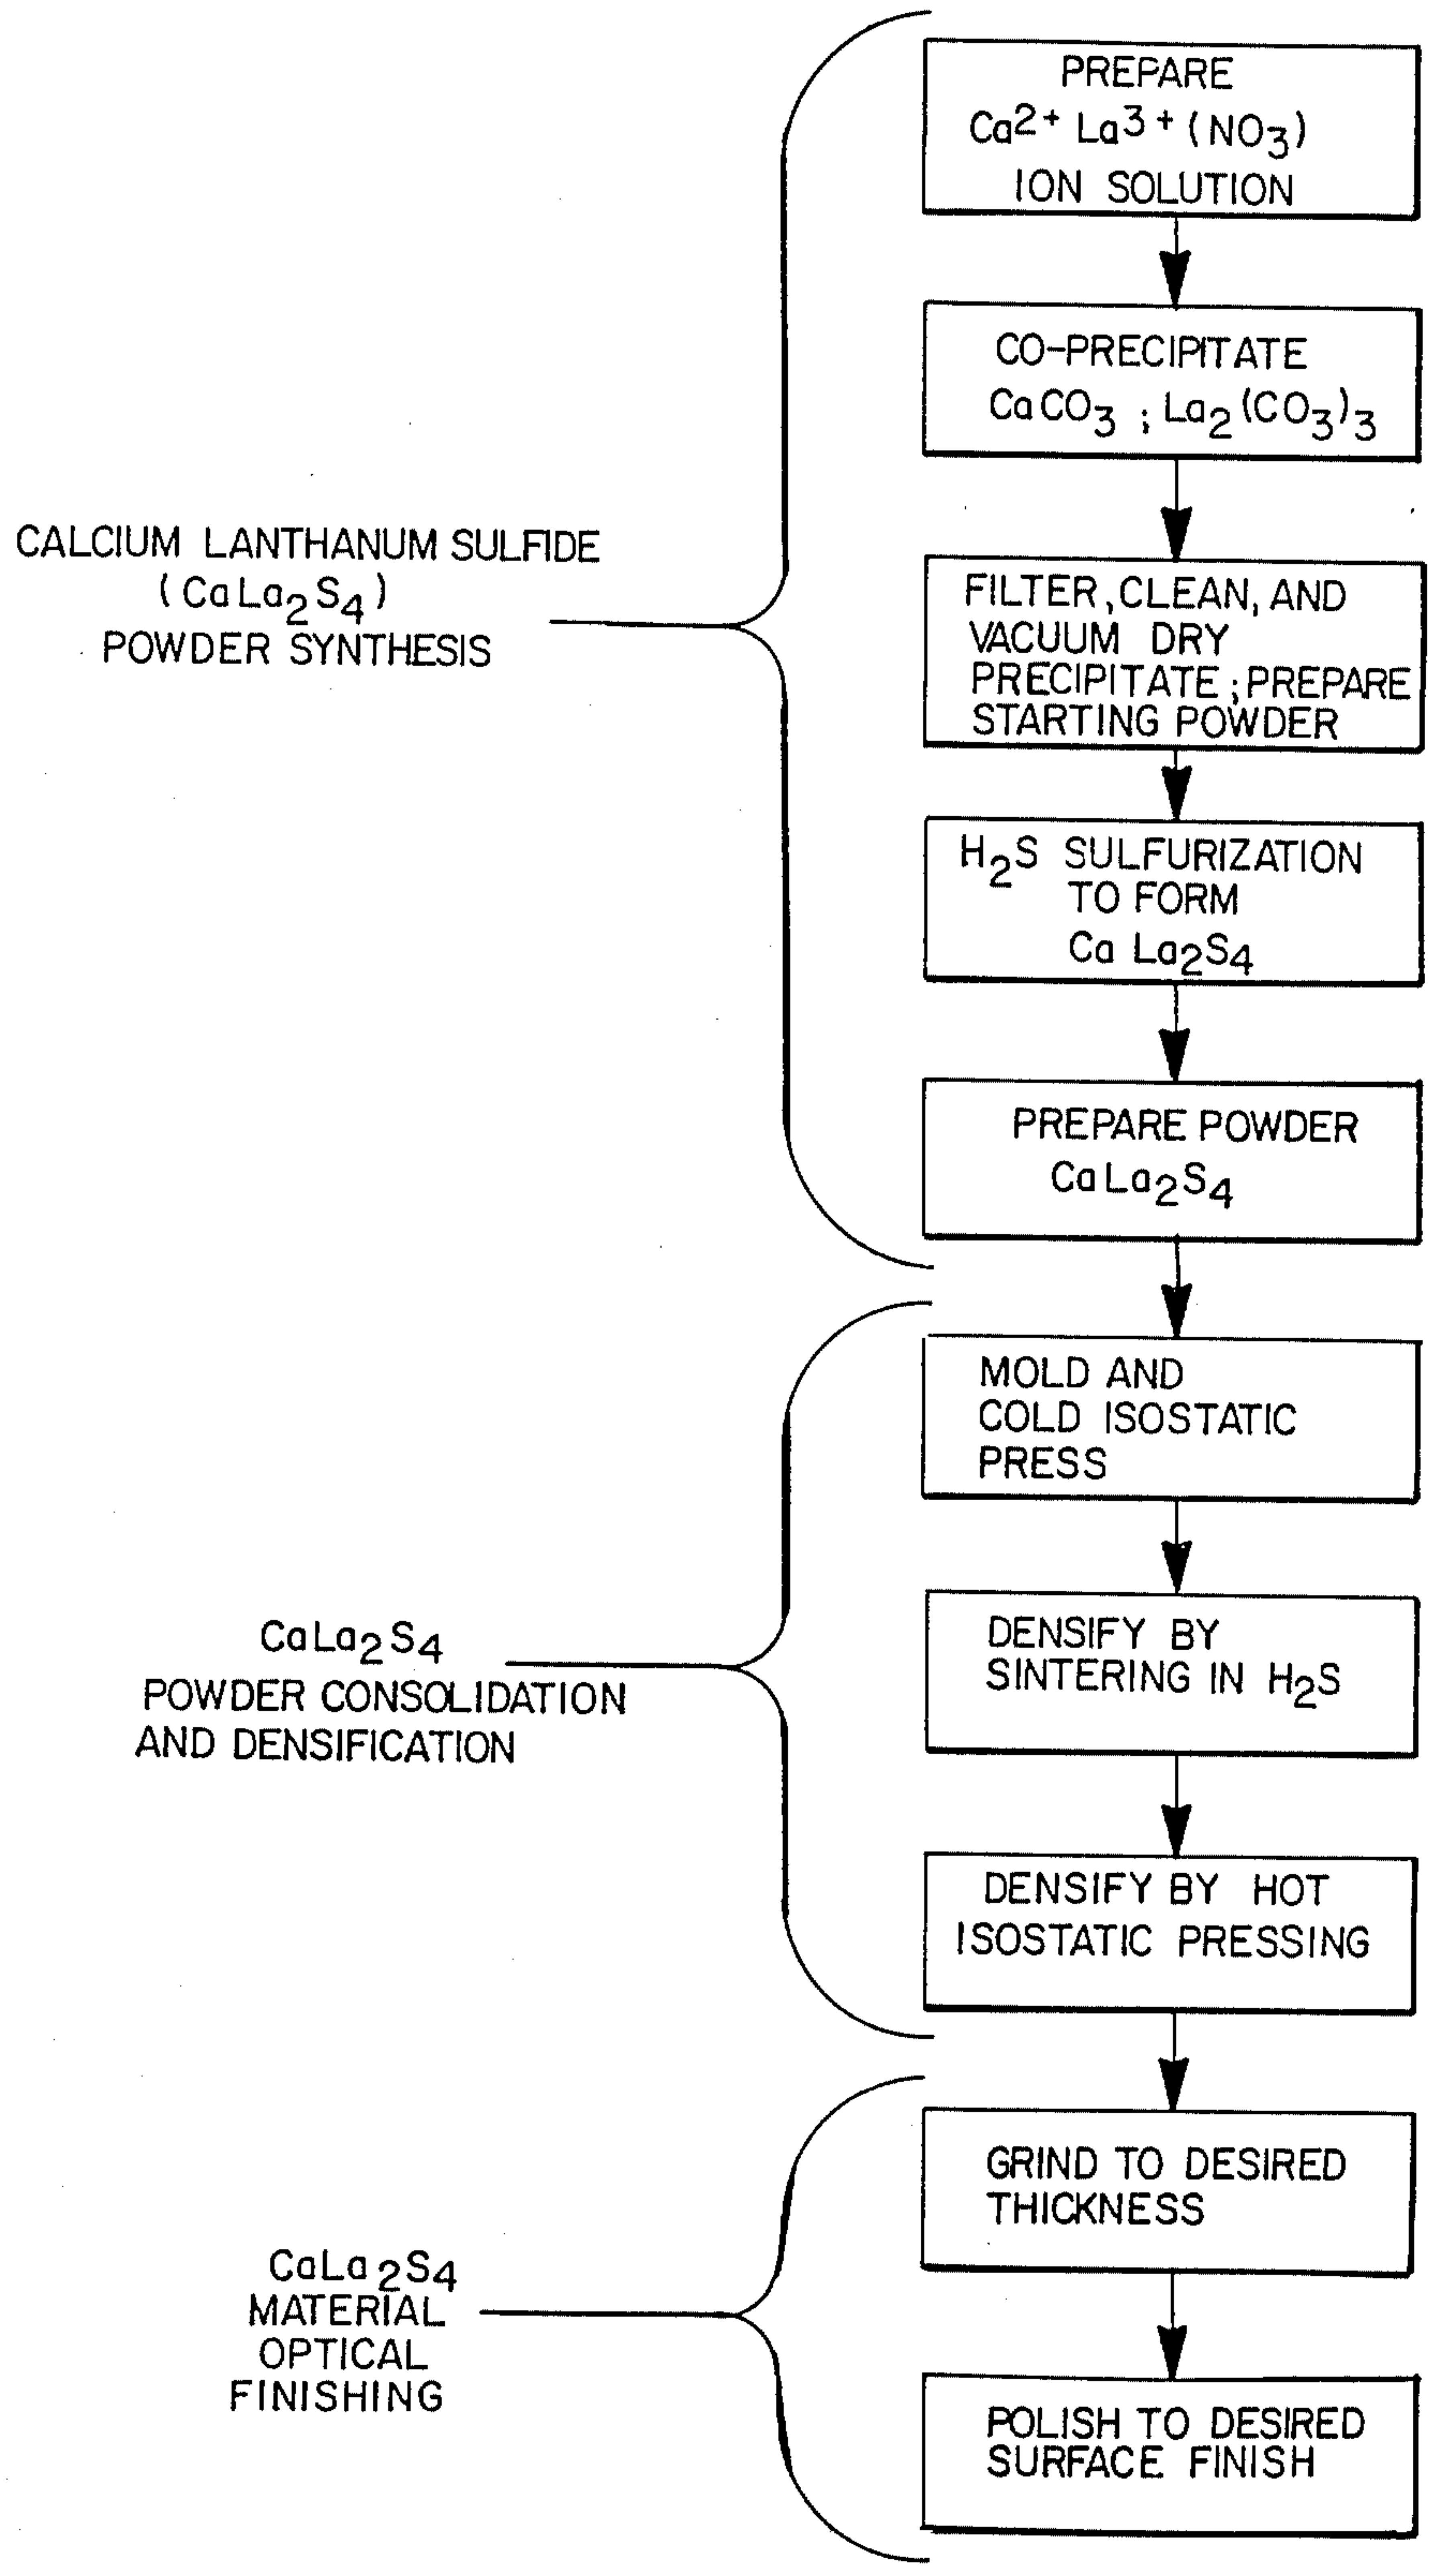 PREPARE
Ca2+ La3+ (NO3)
ION SOLUTION
CO-PRECIPITATE
CaCO3 ; La2(CO3)3
CALCIUM LANTHANUM SULFIDE
(CaLa2S4)
POWDER SYNTHESIS
FILTER, CLEAN, AND
VACUUM DRY
PRECIPITATE; PREPARE
STARTING POWDER
H2S SULFURIZATION
TO FORM
Ca La2S4
PREPARE POWDER
CaLa2S4
MOLD AND
COLD ISOSTATIC
PRESS
CaLa2S4
POWDER CONSOLIDATION
AND DENSIFICATION
DENSIFY BY
SINTERING IN H2S
DENSIFY BY HOT
ISOSTATIC PRESSING
GRIND TO DESIRED
THICKNESS
CaLa2S4
MATERIAL
OPTICAL
FINISHING
POLISH TO DESIRED
SURFACE FINISH